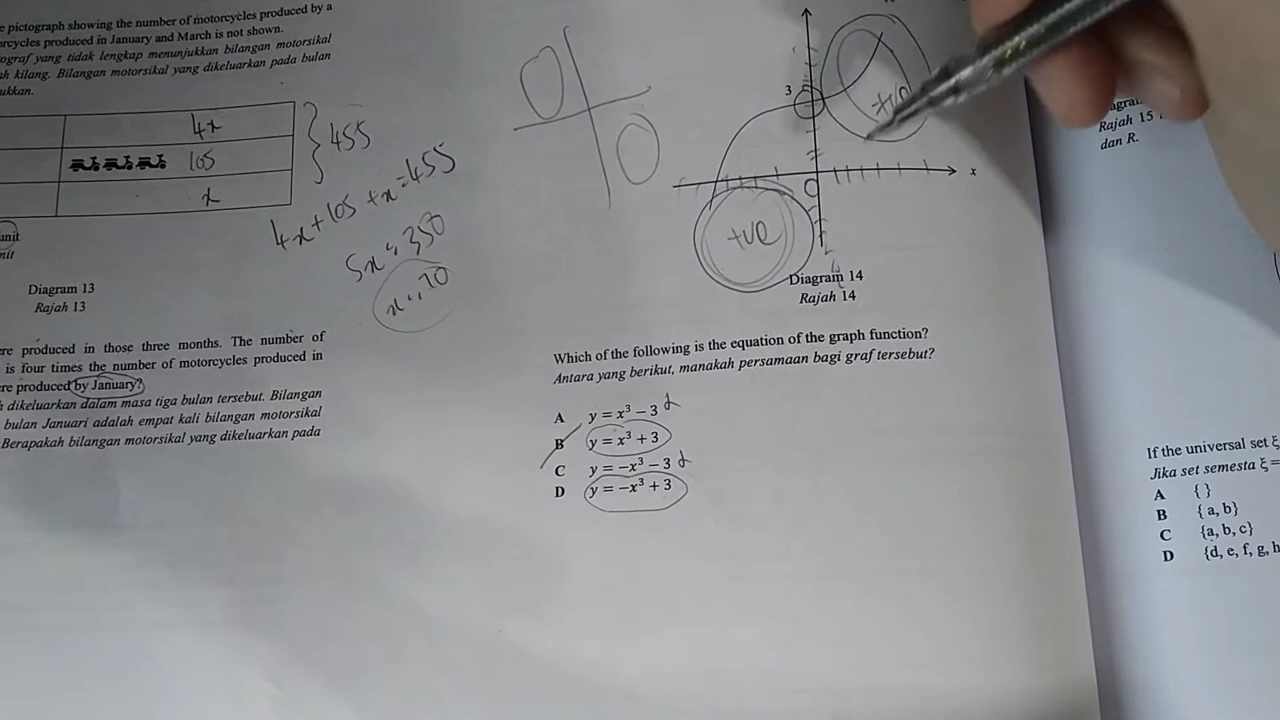 e pictograph showing the number of motorcycles produced by a
rcycles produced in January and March is not shown.
ograf yang tidak lengkap menunjukkan bilangan motorsikal
ah kilang. Bilangan motorsikal yang dikeluarkan pada bulan
ukkan.
4x
105
x
455
4x+105+x=455
5x=350
x=70
unit
nit
Diagram 13
Rajah 13
re produced in those three months. The number of
is four times the number of motorcycles produced in
re produced by January?
dikeluarkan dalam masa tiga bulan tersebut. Bilangan
bulan Januari adalah empat kali bilangan motorsikal
Berapakah bilangan motorsikal yang dikeluarkan pada
3
x
O
+ve
+ve
Diagram 14
Rajah 14
Which of the following is the equation of the graph function?
Antara yang berikut, manakah persamaan bagi graf tersebut?
A y = x³ − 3
B y = x³ + 3
C y = −x³ − 3
D y = −x³ + 3
Rajah 15
dan R.
If the universal set ξ
Jika set semesta ξ =
A { }
B { a, b}
C {a, b, c}
D {d, e, f, g, h